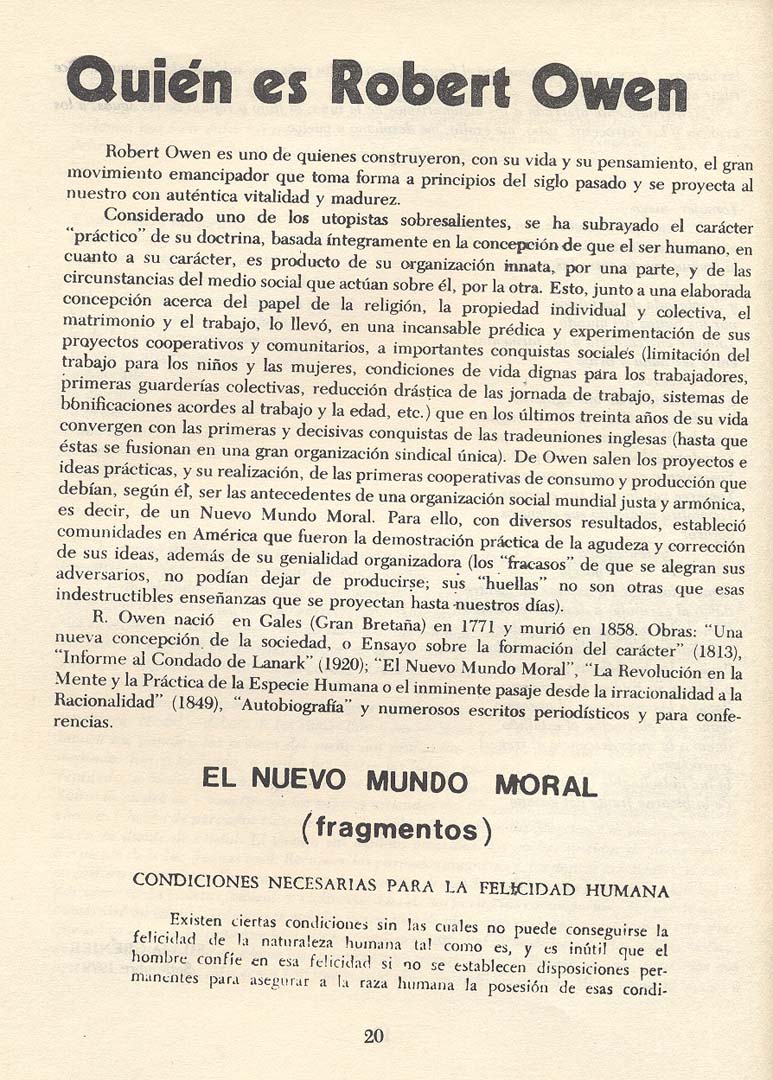 Quién es Robert Owen
Robert Owen es uno de quienes construyeron, con su vida y su pensamiento, el gran
movimiento emancipador que toma forma a principios del siglo pasado y se proyecta al
nuestro con auténtica vitalidad y madurez.
Considerado uno de los utopistas sobresalientes, se ha subrayado el carácter
"práctico" de su doctrina, basada íntegramente en la concepción de que el ser humano, en
cuanto a su carácter, es producto de su organización innata, por una parte, y de las
circunstancias del medio social que actúan sobre él, por la otra. Esto, junto a una elaborada
concepción acerca del papel de la religión, la propiedad individual y colectiva, el
matrimonio y el trabajo, lo llevó, en una incansable prédica y experimentación de sus
proyectos cooperativos y comunitarios, a importantes conquistas sociales (limitación del
trabajo para los niños y las mujeres, condiciones de vida dignas para los trabajadores,
primeras guarderías colectivas, reducción drástica de las jornada de trabajo, sistemas de
bbnificaciones acordes al trabajo y la edad, etc.) que en los últimos treinta años de su vida
convergen con las primeras y decisivas conquistas de las tradeuniones inglesas (hasta que
éstas se fusionan en una gran organización sindical única). De Owen salen los proyectos e
ideas prácticas, y su realización, de las primeras cooperativas de consumo y producción que
debían, según él, ser las antecedentes de una organización social mundial justa y armónica,
es decir, de un Nuevo Mundo Moral. Para ello, con diversos resultados, estableció
comunidades en América que fueron la demostración práctica de la agudeza y corrección
de sus ideas, además de su genialidad organizadora (los "fracasos" de que se alegran sus
adversarios, no podían dejar de producirse; sus "huellas" no son otras que esas
indestructibles enseñanzas que se proyectan hasta nuestros días).
R. Owen nació en Gales (Gran Bretaña) en 1771 y murió en 1858. Obras: "Una
nueva concepción de la sociedad, o Ensayo sobre la formación del carácter" (1813),
"Informe al Condado de Lanark" (1920); "El Nuevo Mundo Moral", "La Revolución en la
Mente y la Práctica de la Especie Humana o el inminente pasaje desde la irracionalidad a la
Racionalidad" (1849), "Autobiografía" y numerosos escritos periodísticos y para confe-
rencias.
EL NUEVO MUNDO MORAL
(fragmentos)
CONDICIONES NECESARIAS PARA LA FELICIDAD HUMANA
Existen ciertas condiciones sin las cuales no puede conseguirse la
felicidad de la naturaleza humana tal como es, y es inútil que el
hombre confíe en esa felicidad si no se establecen disposiciones per-
manentes para asegurar a la raza humana la posesión de esas condi-
20